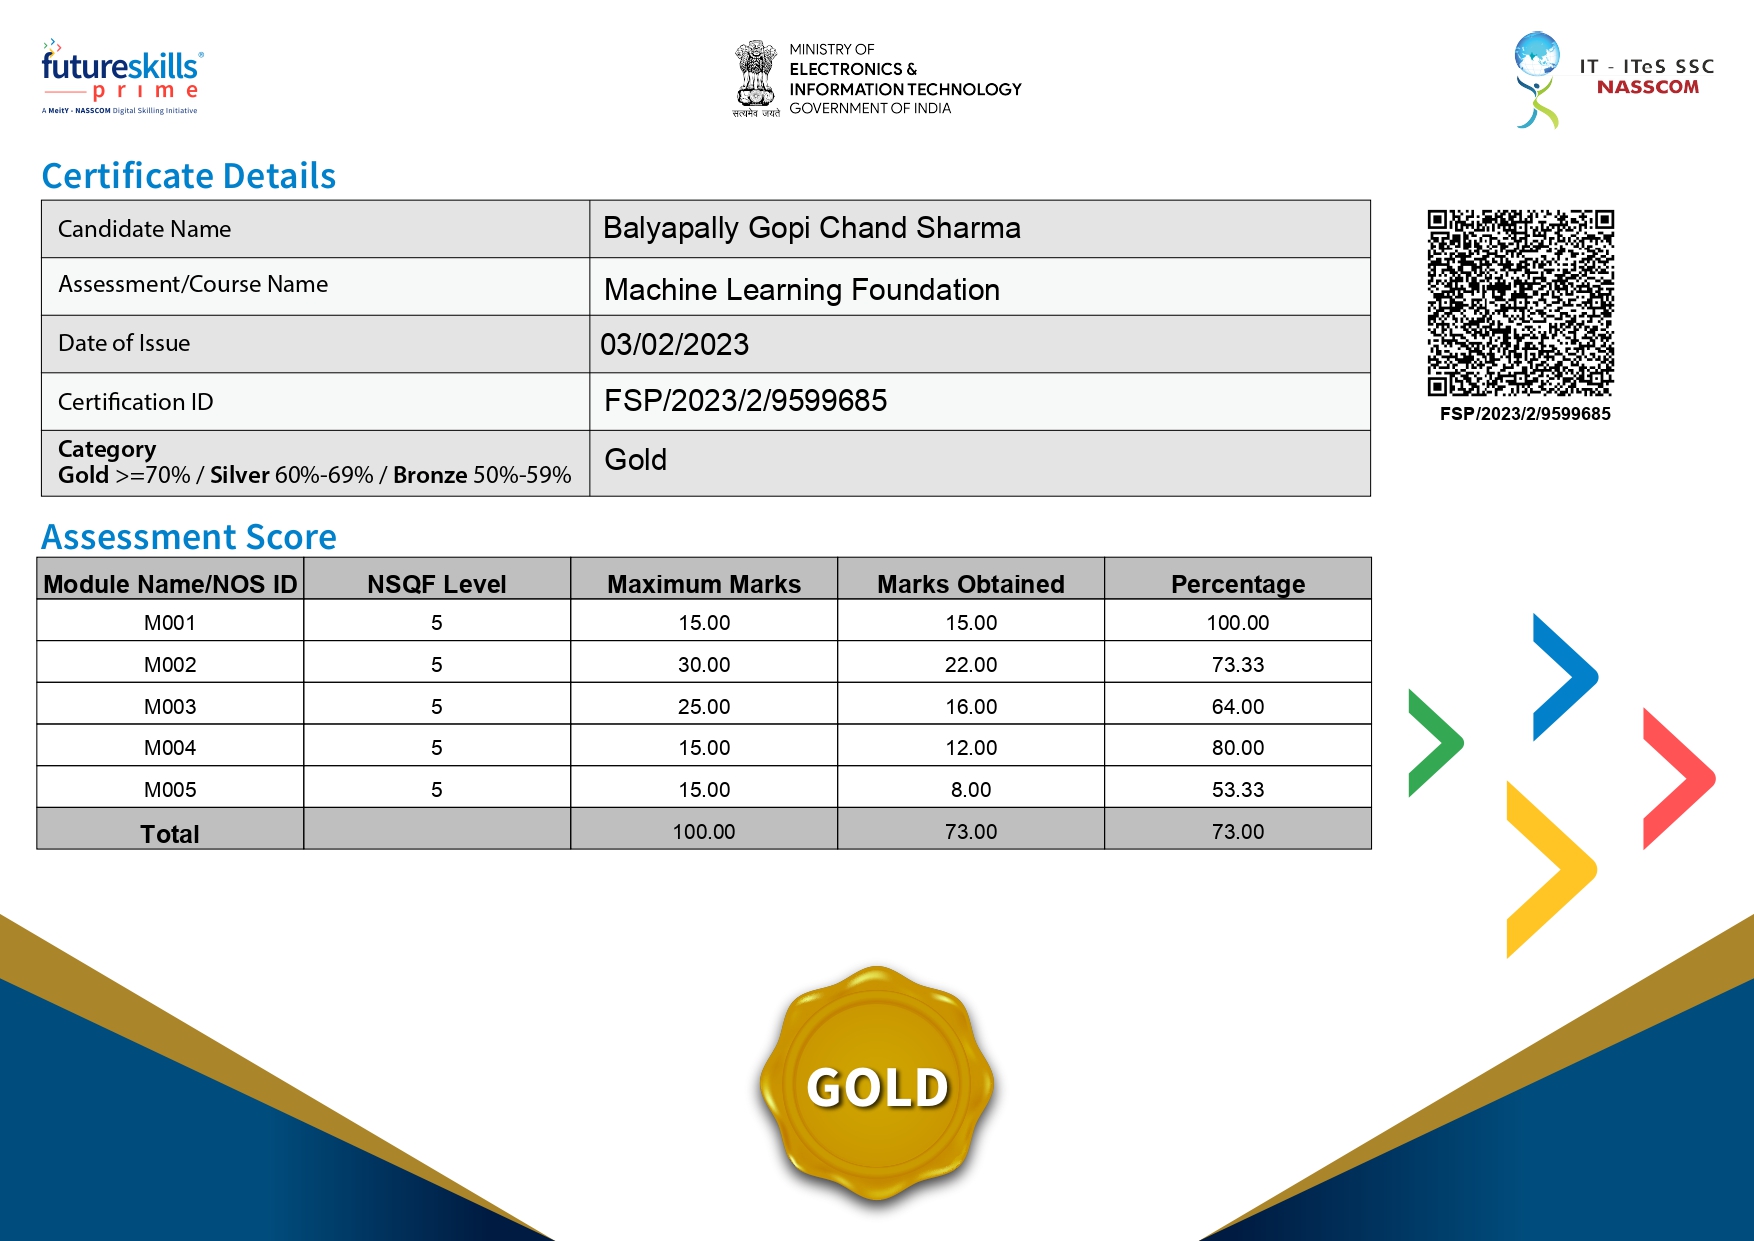 futureskills®
prime
A MeitY - NASSCOM Digital Skilling Initiative
सत्यमेव जयते
MINISTRY OF
ELECTRONICS &
INFORMATION TECHNOLOGY
GOVERNMENT OF INDIA
IT - ITeS SSC
NASSCOM
Certificate Details
Candidate Name Balyapally Gopi Chand Sharma
Assessment/Course Name Machine Learning Foundation
Date of Issue 03/02/2023
Certification ID FSP/2023/2/9599685
Category
Gold >=70% / Silver 60%-69% / Bronze 50%-59% Gold
FSP/2023/2/9599685
Assessment Score
Module Name/NOS ID NSQF Level Maximum Marks Marks Obtained Percentage
M001 5 15.00 15.00 100.00
M002 5 30.00 22.00 73.33
M003 5 25.00 16.00 64.00
M004 5 15.00 12.00 80.00
M005 5 15.00 8.00 53.33
Total 100.00 73.00 73.00
GOLD